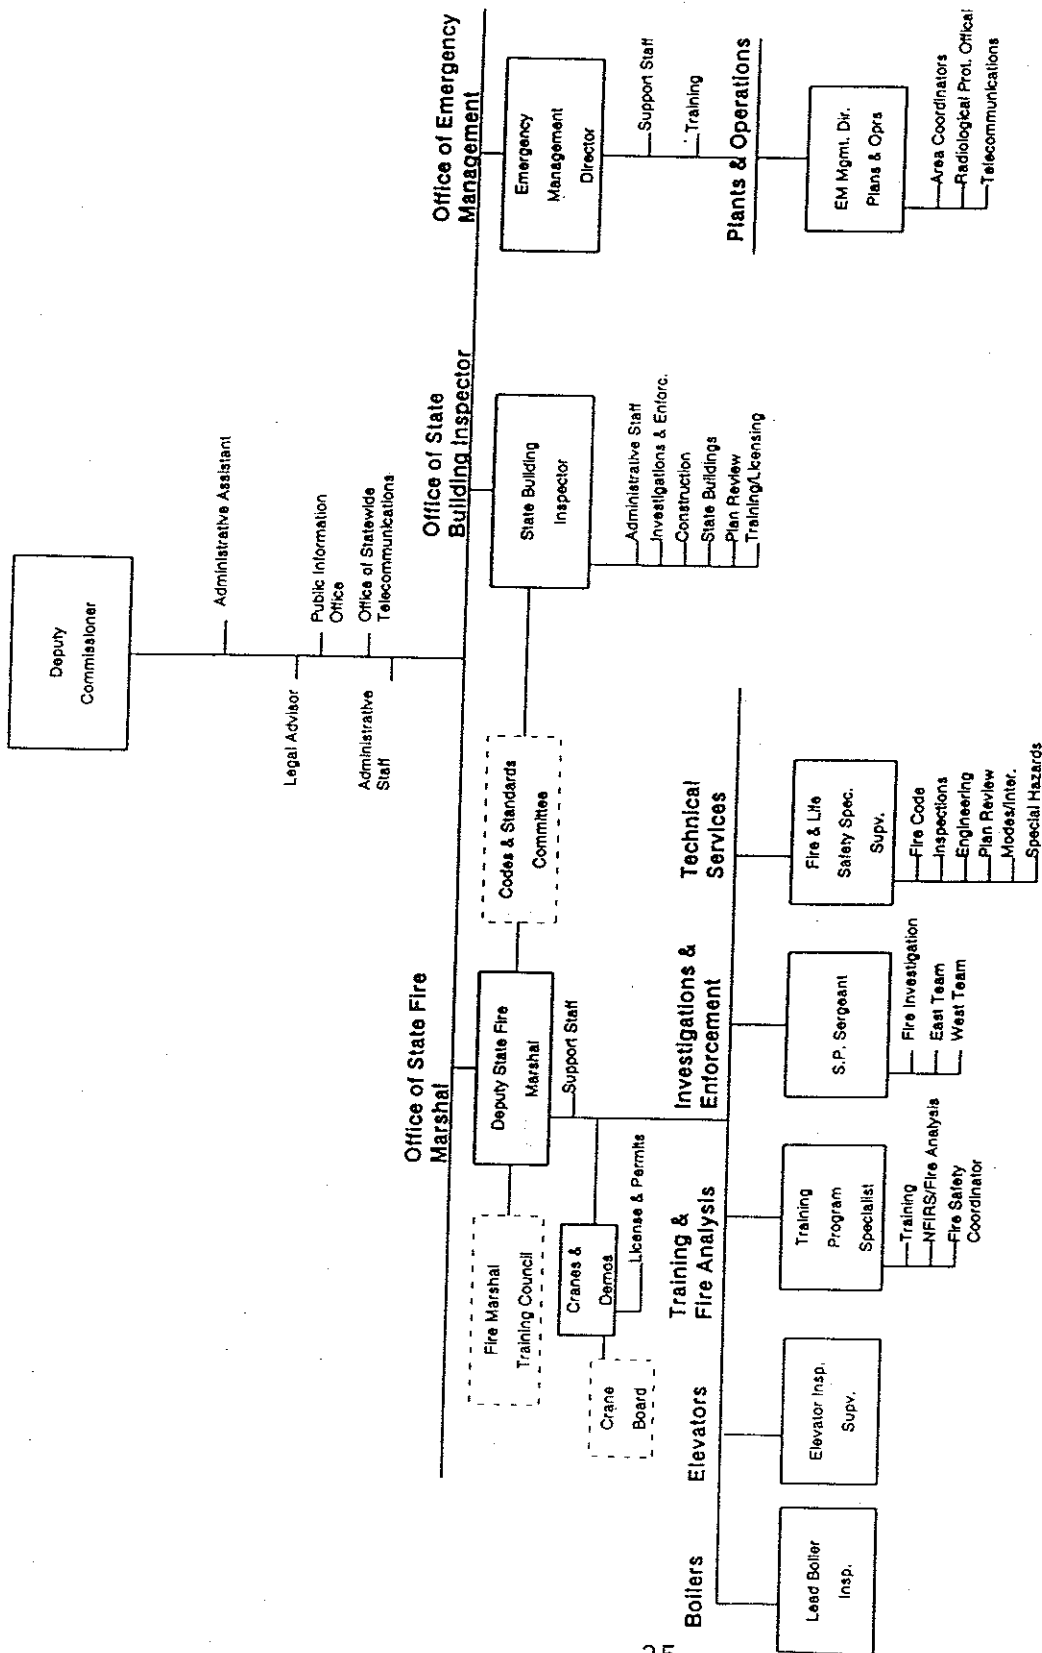 Deputy
Commissioner
Administrative Assistant
Legal Advisor
Public Information
Office
Administrative
Staff
Office of Statewide
Telecommunications
Office of State Fire
Marshal
Office of State
Building Inspector
Office of Emergency
Management
Fire Marshal
Training Council
Deputy State Fire
Marshal
Codes & Standards
Committee
State Building
Inspector
Emergency
Management
Director
Support Staff
Crane
Board
Cranes &
Demos
License & Permits
Administrative Staff
Investigations & Enforc.
Construction
State Buildings
Plan Review
Training/Licensing
Support Staff
Training
Plants & Operations
EM Mgmt. Dir.
Plans & Oprs
Area Coordinators
Radiological Prot. Offical
Telecommunications
Boilers
Elevators
Training &
Fire Analysis
Investigations &
Enforcement
Technical
Services
Lead Boiler
Insp.
Elevator Insp.
Supv.
Training
Program
Specialist
S.P. Sergeant
Fire & Life
Safety Spec.
Supv.
Training
NFIRS/Fire Analysis
Fire Safety
Coordinator
Fire Investigation
East Team
West Team
Fire Code
Inspections
Engineering
Plan Review
Modes/Inter.
Special Hazards